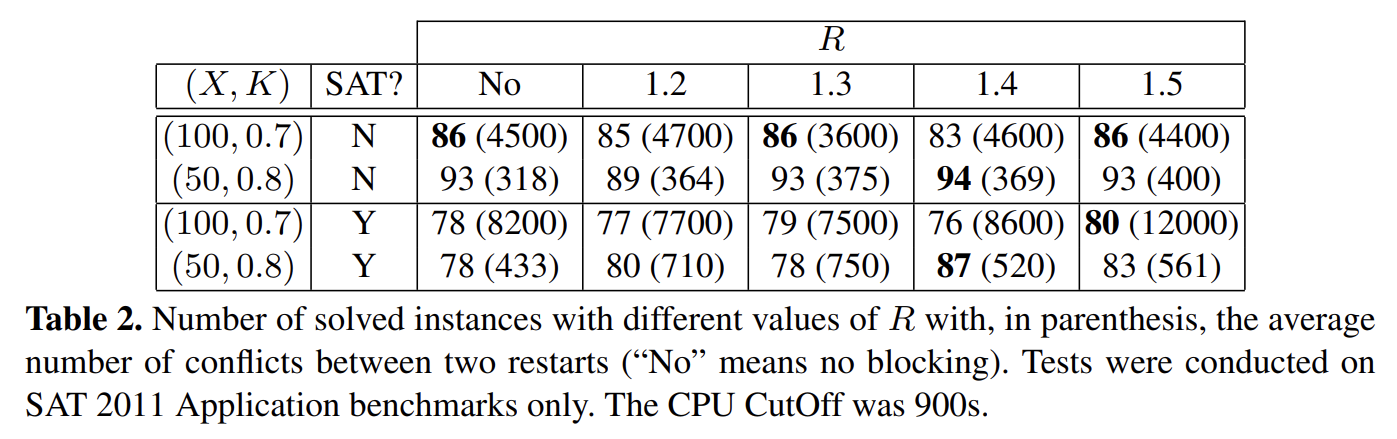 R
(X, K) SAT? No 1.2 1.3 1.4 1.5
(100, 0.7) N 86 (4500) 85 (4700) 86 (3600) 83 (4600) 86 (4400)
(50, 0.8) N 93 (318) 89 (364) 93 (375) 94 (369) 93 (400)
(100, 0.7) Y 78 (8200) 77 (7700) 79 (7500) 76 (8600) 80 (12000)
(50, 0.8) Y 78 (433) 80 (710) 78 (750) 87 (520) 83 (561)
Table 2. Number of solved instances with different values of R with, in parenthesis, the average
number of conflicts between two restarts (“No” means no blocking). Tests were conducted on
SAT 2011 Application benchmarks only. The CPU CutOff was 900s.